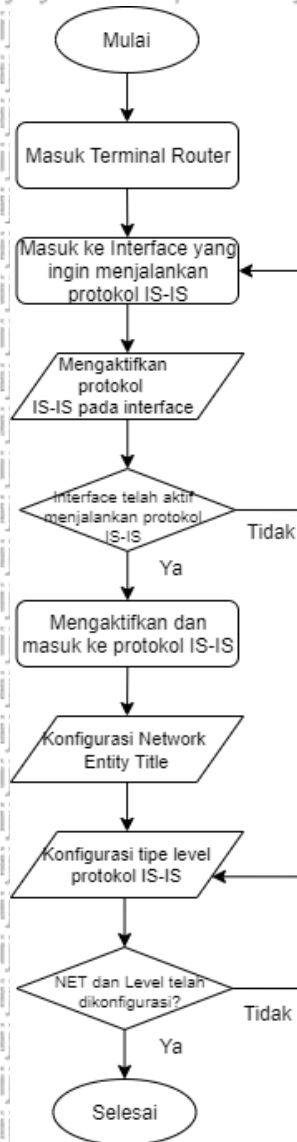 Mulai
Masuk Terminal Router
Masuk ke Interface yang
ingin menjalankan
protokol IS-IS
Mengaktifkan
protokol
IS-IS pada interface
Interface telah aktif
menjalankan protokol
IS-IS
Tidak
Ya
Mengaktifkan dan
masuk ke protokol IS-IS
Konfigurasi Network
Entity Title
Konfigurasi tipe level
protokol IS-IS
NET dan Level telah
dikonfigurasi?
Tidak
Ya
Selesai